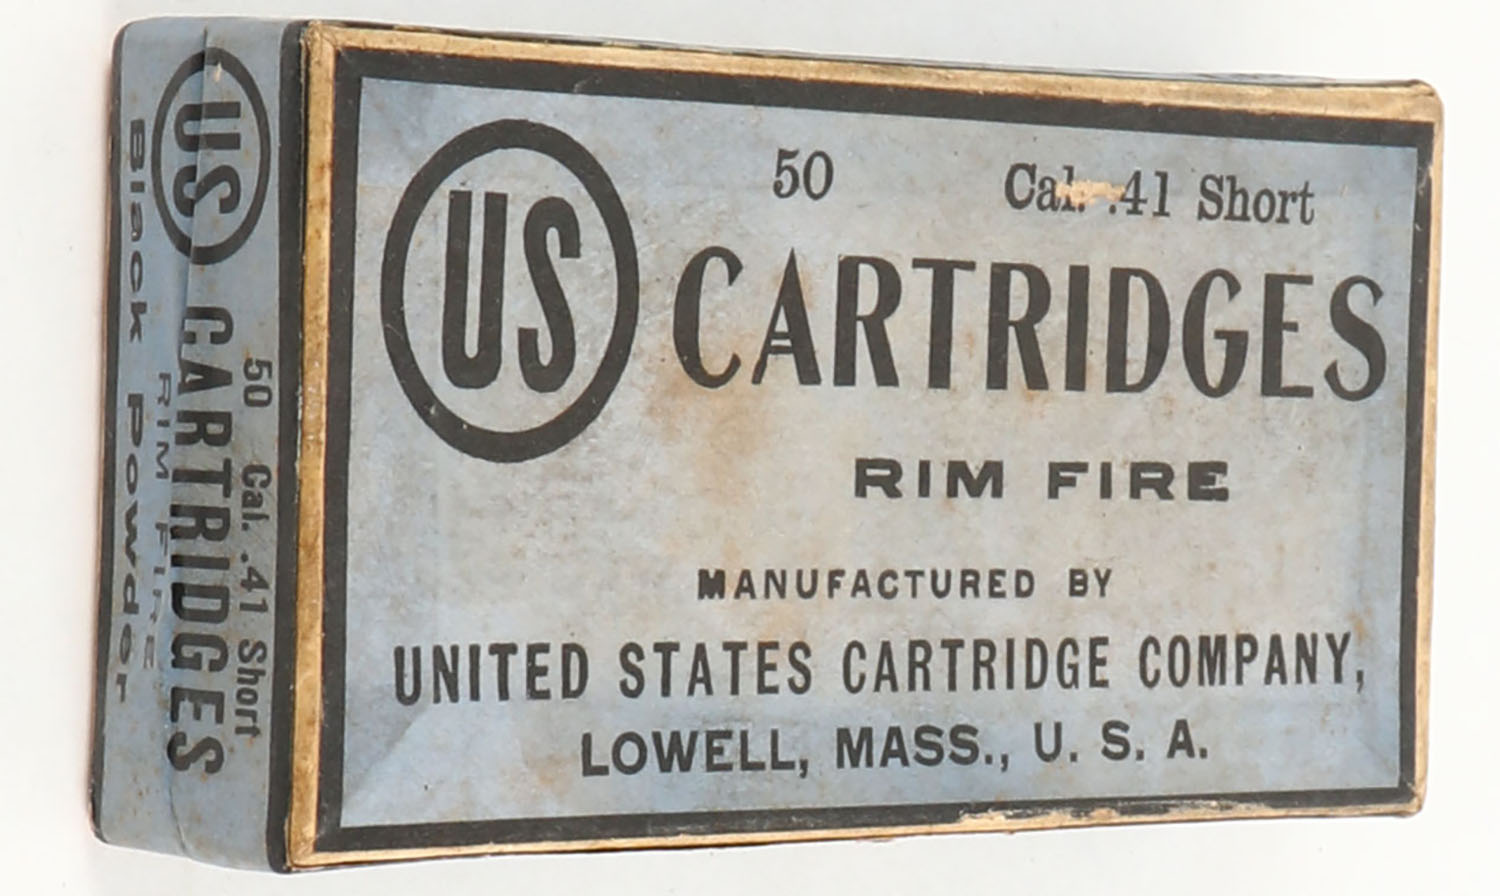 US
50 Cal. .41 Short
CARTRIDGES
RIM FIRE
MANUFACTURED BY
UNITED STATES CARTRIDGE COMPANY,
LOWELL, MASS., U. S. A.
50 Cal. .41 Short
US CARTRIDGES
RIM FIRE
Black Powder